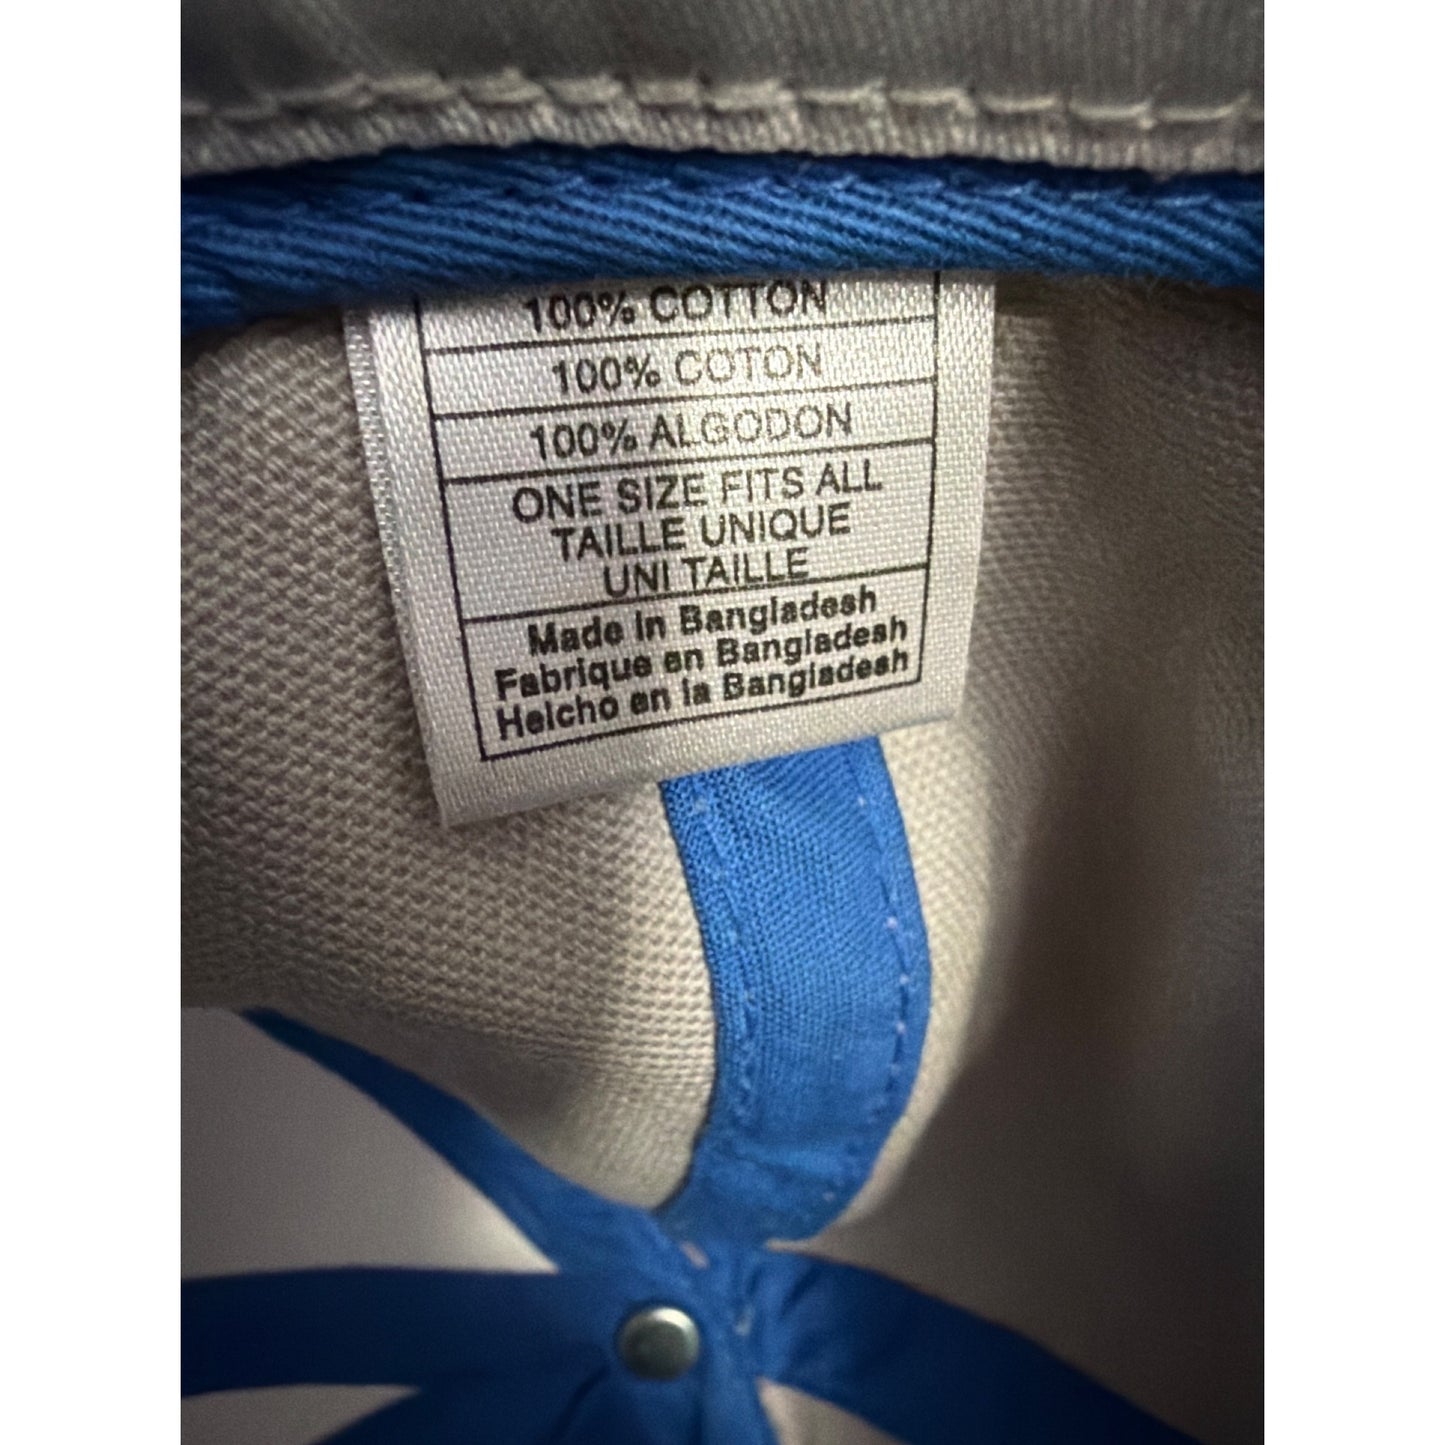 100% COTTON
100% COTON
100% ALGODON
ONE SIZE FITS ALL
TAILLE UNIQUE
UNI TAILLE
Made in Bangladesh
Fabrique en Bangladesh
Helcho en la Bangladesh